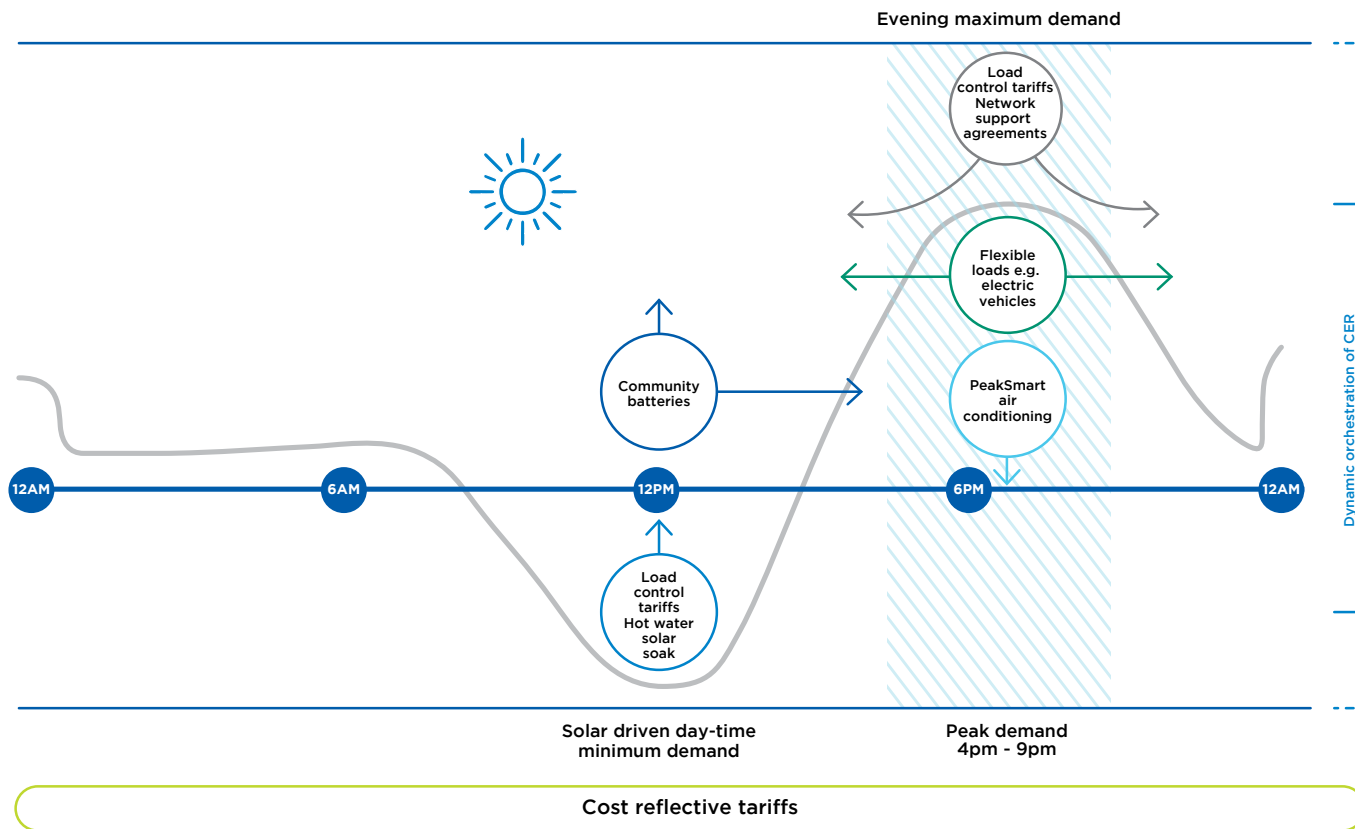 Evening maximum demand
Load
control tariffs
Network
support
agreements
Flexible
loads e.g.
electric
vehicles
Community
batteries
PeakSmart
air
conditioning
12AM
6AM
12PM
6PM
12AM
Load
control
tariffs
Hot water
solar
soak
Dynamic orchestration of CER
Solar driven day-time
minimum demand
Peak demand
4pm - 9pm
Cost reflective tariffs